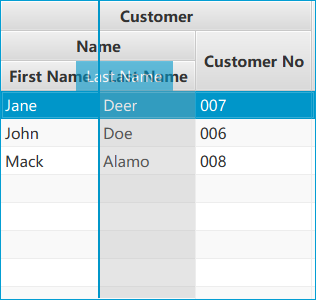 Customer
Name
Customer No
First Name Last Name Last Name
Jane Deer 007
John Doe 006
Mack Alamo 008